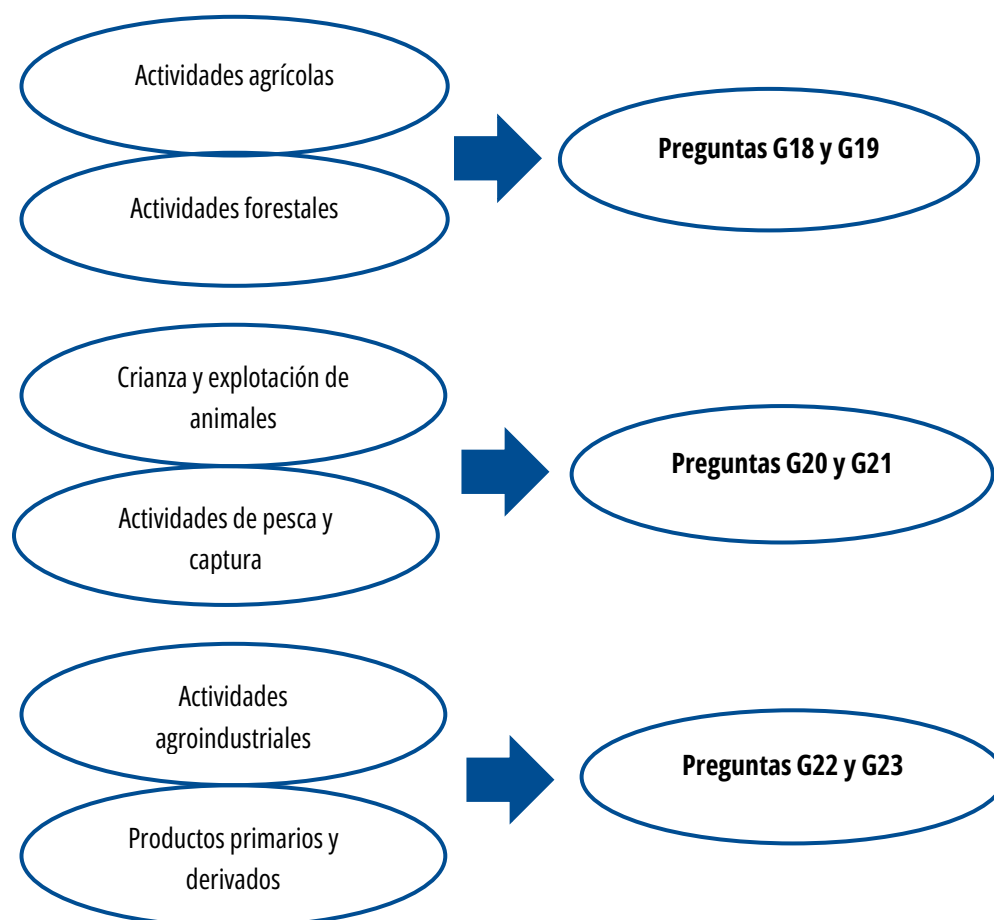 Actividades agrícolas
Preguntas G18 y G19
Actividades forestales
Crianza y explotación de
animales
Preguntas G20 y G21
Actividades de pesca y
captura
Actividades
agroindustriales
Preguntas G22 y G23
Productos primarios y
derivados